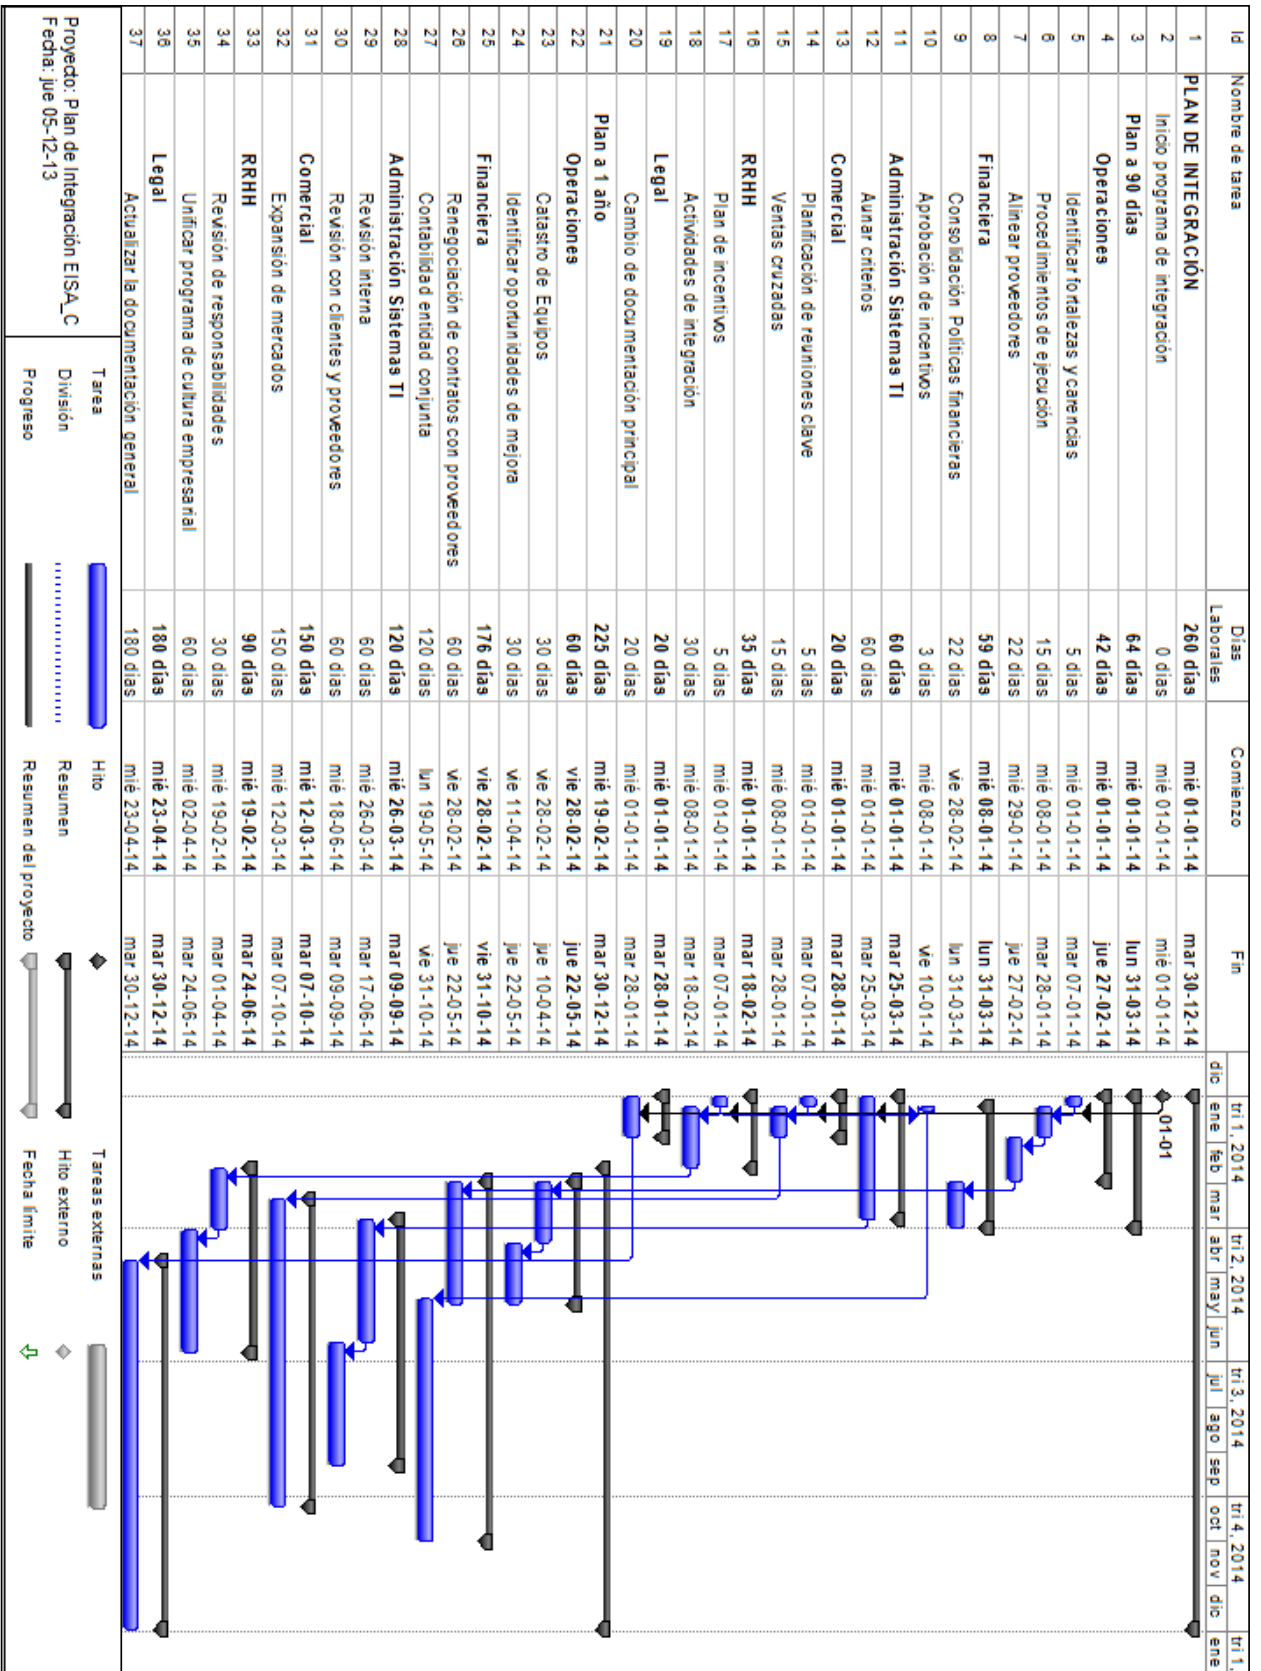 Id Nombre de tarea Días Laborales Comienzo Fin dic tri 1, 2014 ene feb mar tri 2, 2014 abr may jun tri 3, 2014 jul ago sep tri 4, 2014 oct nov dic tri 1, ene
1 PLAN DE INTEGRACIÓN 260 días mié 01-01-14 mar 30-12-14
2 Inicio programa de integración 0 días mié 01-01-14 mié 01-01-14 01-01
3 Plan a 90 días 64 días mié 01-01-14 lun 31-03-14
4 Operaciones 42 días mié 01-01-14 jue 27-02-14
5 Identificar fortalezas y carencias 5 días mié 01-01-14 mar 07-01-14
6 Procedimientos de ejecución 15 días mié 08-01-14 mar 28-01-14
7 Alinear proveedores 22 días mié 29-01-14 jue 27-02-14
8 Financiera 59 días mié 08-01-14 lun 31-03-14
9 Consolidación Políticas financieras 22 días vie 28-02-14 lun 31-03-14
10 Aprobación de incentivos 3 días mié 08-01-14 vie 10-01-14
11 Administración Sistemas TI 60 días mié 01-01-14 mar 25-03-14
12 Aunar criterios 60 días mié 01-01-14 mar 25-03-14
13 Comercial 20 días mié 01-01-14 mar 28-01-14
14 Planificación de reuniones clave 5 días mié 01-01-14 mar 07-01-14
15 Ventas cruzadas 15 días mié 08-01-14 mar 28-01-14
16 RRHH 35 días mié 01-01-14 mar 18-02-14
17 Plan de incentivos 5 días mié 01-01-14 mar 07-01-14
18 Actividades de integración 30 días mié 08-01-14 mar 18-02-14
19 Legal 20 días mié 01-01-14 mar 28-01-14
20 Cambio de documentación principal 20 días mié 01-01-14 mar 28-01-14
21 Plan a 1 año 225 días mié 19-02-14 mar 30-12-14
22 Operaciones 60 días vie 28-02-14 jue 22-05-14
23 Catastro de Equipos 30 días vie 28-02-14 jue 10-04-14
24 Identificar oportunidades de mejora 30 días vie 11-04-14 jue 22-05-14
25 Financiera 176 días vie 28-02-14 vie 31-10-14
26 Renegociación de contratos con proveedores 60 días vie 28-02-14 jue 22-05-14
27 Contabilidad entidad conjunta 120 días lun 19-05-14 vie 31-10-14
28 Administración Sistemas TI 120 días mié 26-03-14 mar 09-09-14
29 Revisión interna 60 días mié 26-03-14 mar 17-06-14
30 Revisión con clientes y proveedores 60 días mié 18-06-14 mar 09-09-14
31 Comercial 150 días mié 12-03-14 mar 07-10-14
32 Expansión de mercados 150 días mié 12-03-14 mar 07-10-14
33 RRHH 90 días mié 19-02-14 mar 24-06-14
34 Revisión de responsabilidades 30 días mié 19-02-14 mar 01-04-14
35 Unificar programa de cultura empresarial 60 días mié 02-04-14 mar 24-06-14
36 Legal 180 días mié 23-04-14 mar 30-12-14
37 Actualizar la documentación general 180 días mié 23-04-14 mar 30-12-14
Proyecto: Plan de Integración EISA_C
Fecha: jue 05-12-13
Tarea Hito Tareas externas
División Resumen Hito externo
Progreso Resumen del proyecto Fecha límite